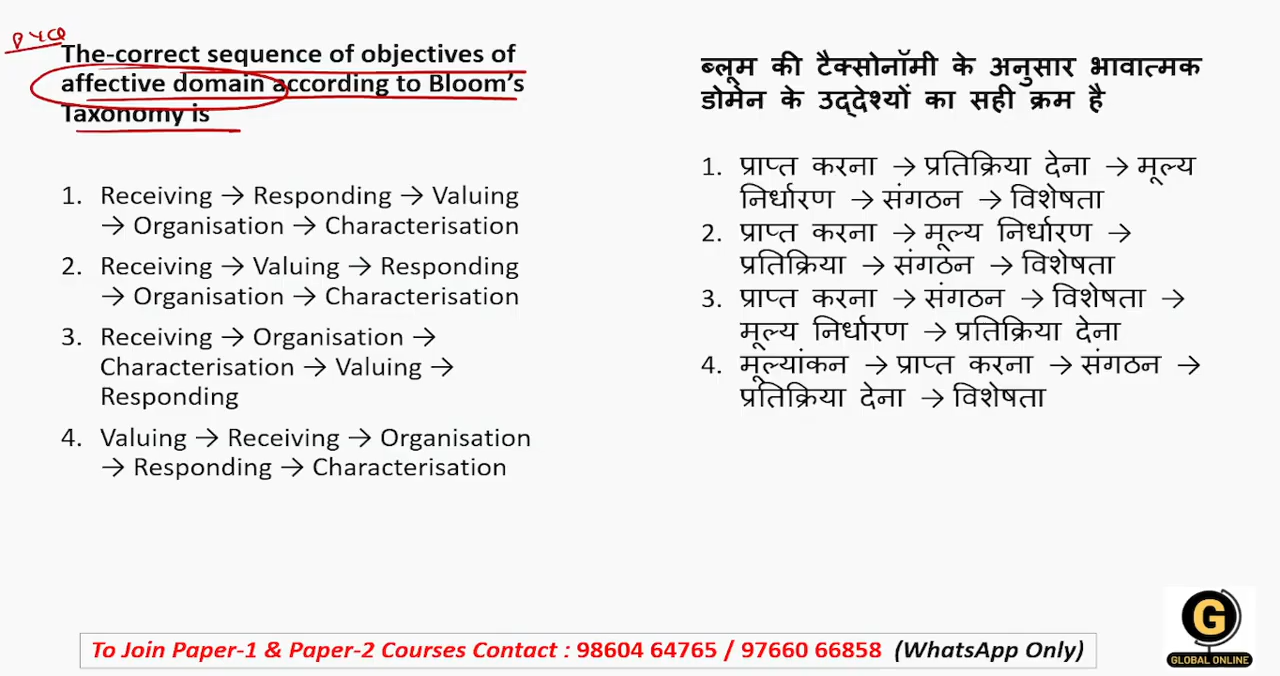 PYQ
The-correct sequence of objectives of
affective domain according to Bloom's
Taxonomy is
1. Receiving → Responding → Valuing
→ Organisation → Characterisation
2. Receiving → Valuing → Responding
→ Organisation → Characterisation
3. Receiving → Organisation →
Characterisation → Valuing →
Responding
4. Valuing → Receiving → Organisation
→ Responding → Characterisation
ब्लूम की टैक्सोनॉमी के अनुसार भावात्मक
डोमेन के उद्देश्यों का सही क्रम है
1. प्राप्त करना → प्रतिक्रिया देना → मूल्य
निर्धारण → संगठन → विशेषता
2. प्राप्त करना → मूल्य निर्धारण →
प्रतिक्रिया → संगठन → विशेषता
3. प्राप्त करना → संगठन → विशेषता →
मूल्य निर्धारण → प्रतिक्रिया देना
4. मूल्यांकन → प्राप्त करना → संगठन →
प्रतिक्रिया देना → विशेषता
To Join Paper-1 & Paper-2 Courses Contact : 98604 64765 / 97660 66858 (WhatsApp Only)
G
GLOBAL ONLINE